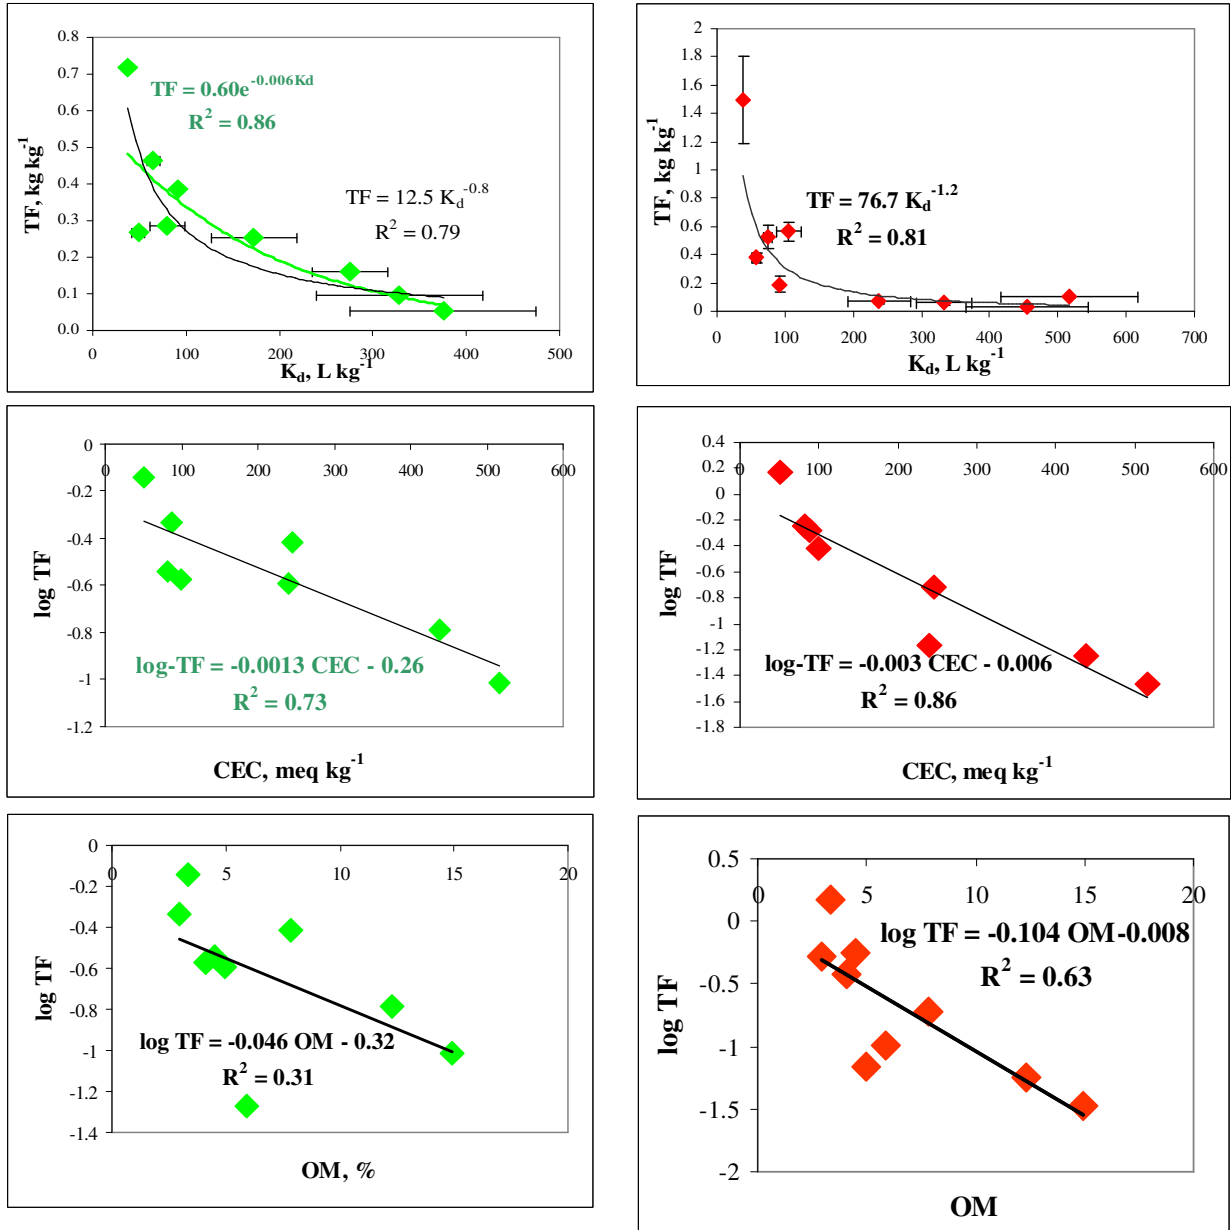 0.8
0.7
0.6
0.5
0.4
0.3
0.2
0.1
0.0
TF, kg kg⁻¹
TF = 0.60e^-0.006Kd
R² = 0.86
TF = 12.5 K_d^-0.8
R² = 0.79
0 100 200 300 400 500
K_d, L kg⁻¹
2
1.8
1.6
1.4
1.2
1
0.8
0.6
0.4
0.2
0
TF, kg kg⁻¹
TF = 76.7 K_d^-1.2
R² = 0.81
0 100 200 300 400 500 600 700
K_d, L kg⁻¹
0
-0.2
-0.4
-0.6
-0.8
-1
-1.2
0 100 200 300 400 500 600
log TF
log-TF = -0.0013 CEC - 0.26
R² = 0.73
CEC, meq kg⁻¹
0.4
0.2
0
-0.2
-0.4
-0.6
-0.8
-1
-1.2
-1.4
-1.6
-1.8
0 100 200 300 400 500 600
log TF
log-TF = -0.003 CEC - 0.006
R² = 0.86
CEC, meq kg⁻¹
0
-0.2
-0.4
-0.6
-0.8
-1
-1.2
-1.4
0 5 10 15 20
log TF
log TF = -0.046 OM - 0.32
R² = 0.31
OM, %
0.5
0
-0.5
-1
-1.5
-2
0 5 10 15 20
log TF
log TF = -0.104 OM-0.008
R² = 0.63
OM